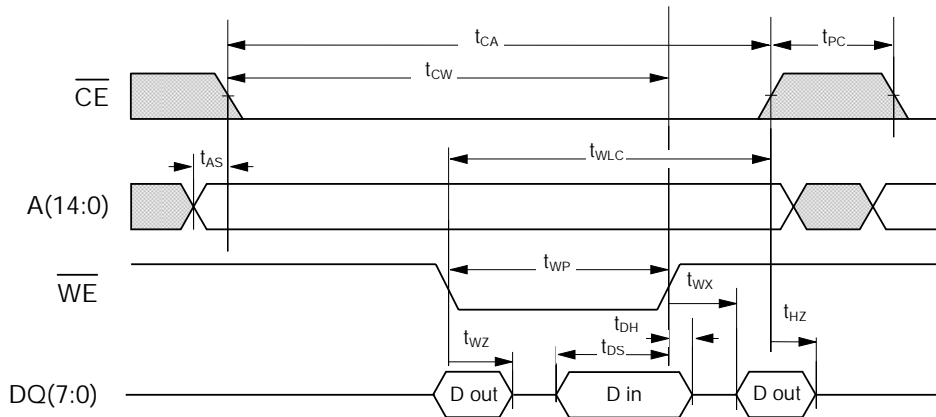 tCA
tPC
tCW
CE
tAS
tWLC
A(14:0)
tWP
WE
tWX
tDH
tHZ
tWZ
tDS
DQ(7:0)
D out
D in
D out